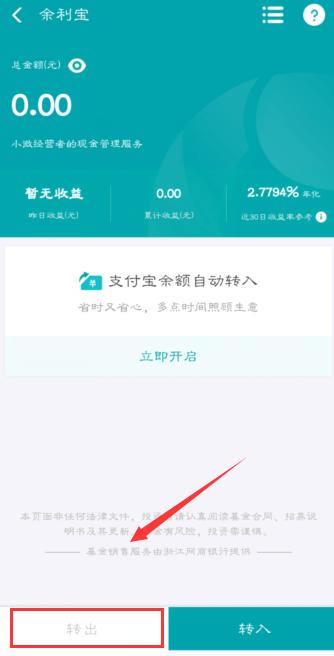 余利宝
?
总金额(元)
0.00
小微经营者的现金管理服务
暂无收益
昨日收益(元)
0.00
累计收益(元)
2.7794% 年化
近30日收益率参考
支付宝余额自动转入
省时又省心，多点时间照顾生意
立即开启
本页面非任何法律文件，投资 请认真阅读基金合同、招募说
明书及其更新 金有风险，投资需谨慎。
基金销售服务由浙江网商银行提供
转出
转入